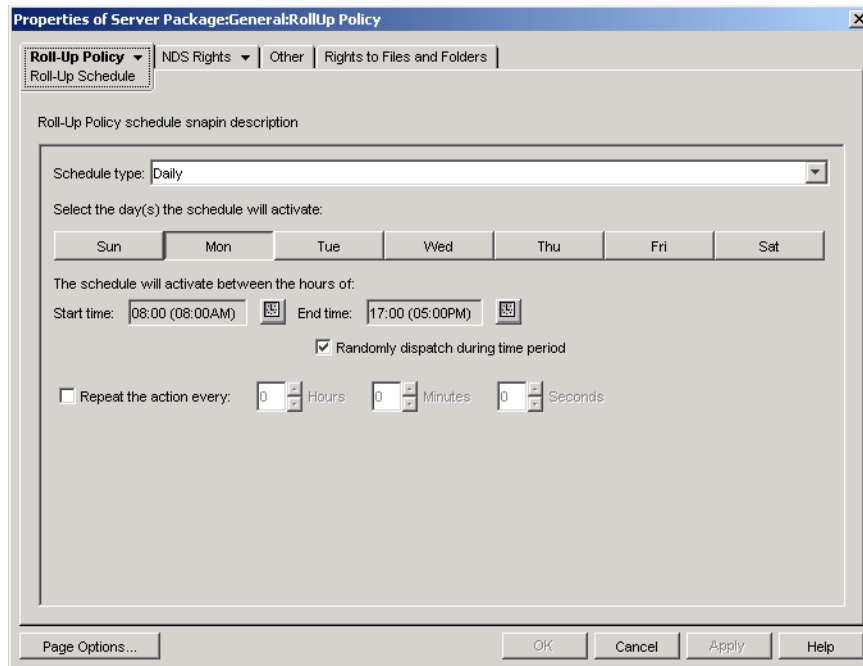 Properties of Server Package:General:RollUp Policy
Roll-Up Policy NDS Rights Other Rights to Files and Folders
Roll-Up Schedule
Roll-Up Policy schedule snapin description
Schedule type: Daily
Select the day(s) the schedule will activate:
Sun Mon Tue Wed Thu Fri Sat
The schedule will activate between the hours of:
Start time: 08:00 (08:00AM) End time: 17:00 (05:00PM)
Randomly dispatch during time period
Repeat the action every: 0 Hours 0 Minutes 0 Seconds
Page Options... OK Cancel Apply Help